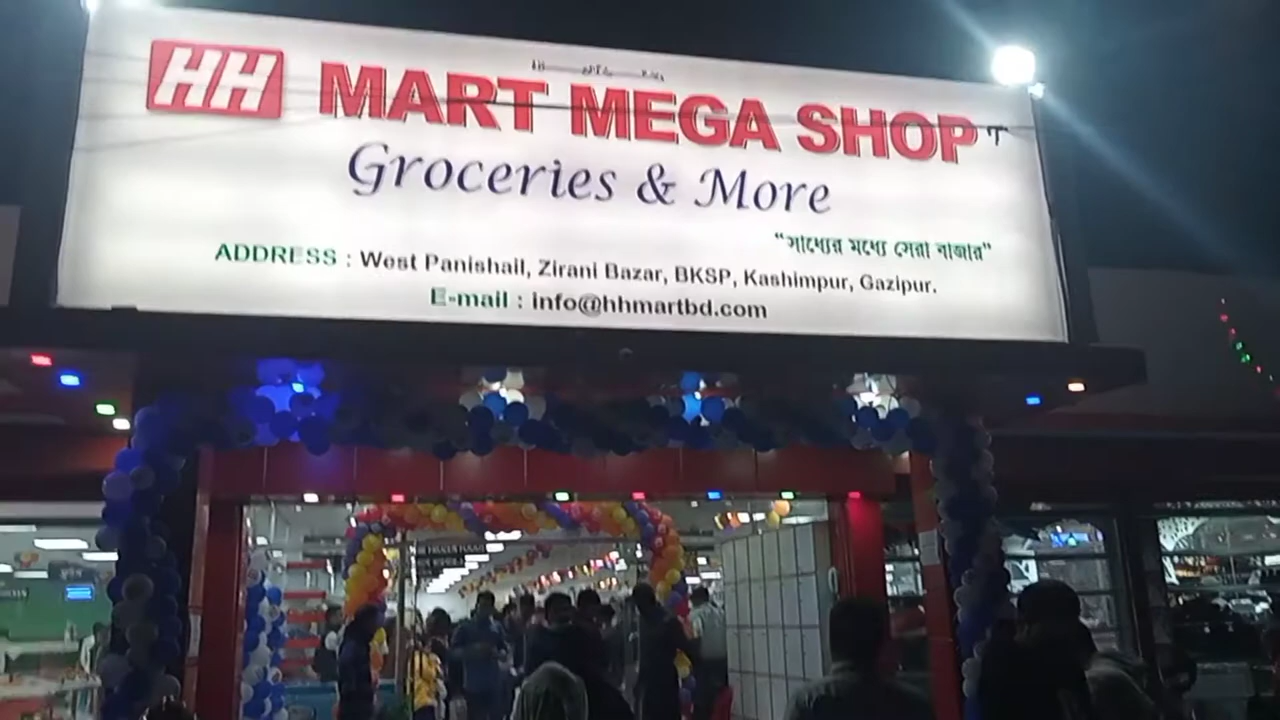 HH MART MEGA SHOP
Groceries & More
"সাধ্যের মধ্যে সেরা বাজার"
ADDRESS : West Panishail, Zirani Bazar, BKSP, Kashimpur, Gazipur.
E-mail : info@hhmartbd.com